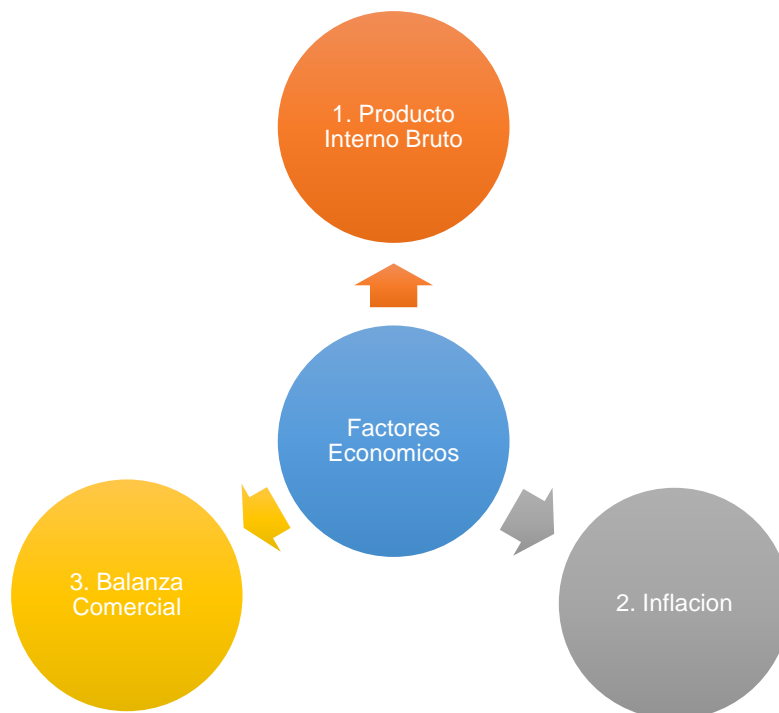 1. Producto
Interno Bruto
Factores
Economicos
2. Inflacion
3. Balanza
Comercial